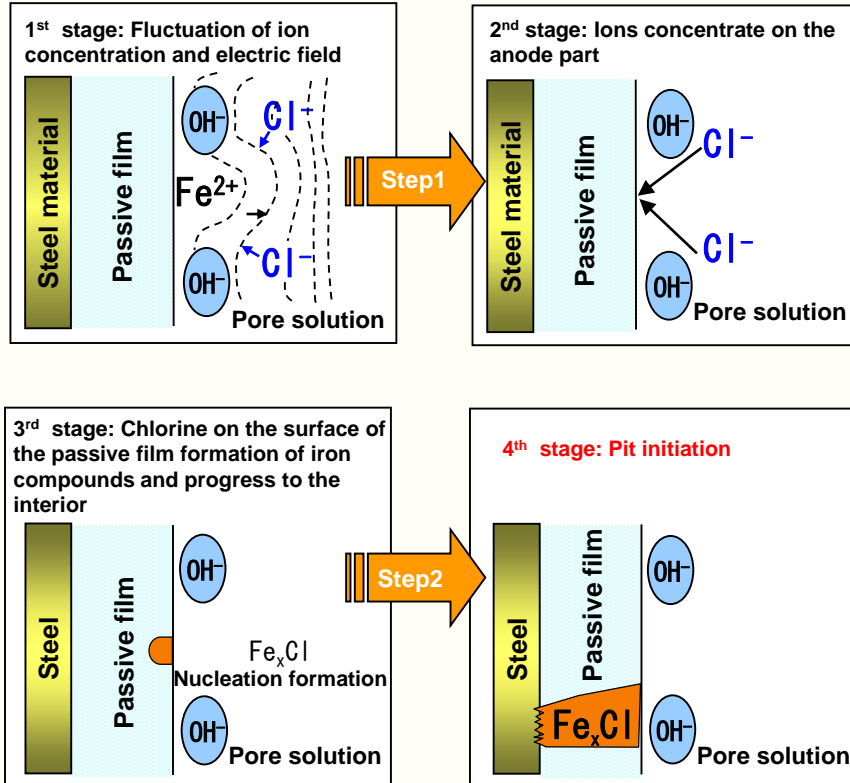 1st stage: Fluctuation of ion
concentration and electric field
Steel material
Passive film
OH⁻
Cl⁻
Fe²⁺
Cl⁻
OH⁻
Pore solution
Step1
2nd stage: Ions concentrate on the
anode part
Steel material
Passive film
OH⁻
Cl⁻
Cl⁻
OH⁻
Pore solution
3rd stage: Chlorine on the surface of
the passive film formation of iron
compounds and progress to the
interior
Steel
Passive film
OH⁻
FeₓCl
Nucleation formation
OH⁻
Pore solution
Step2
4th stage: Pit initiation
Steel
Passive film
OH⁻
FeₓCl
OH⁻
Pore solution